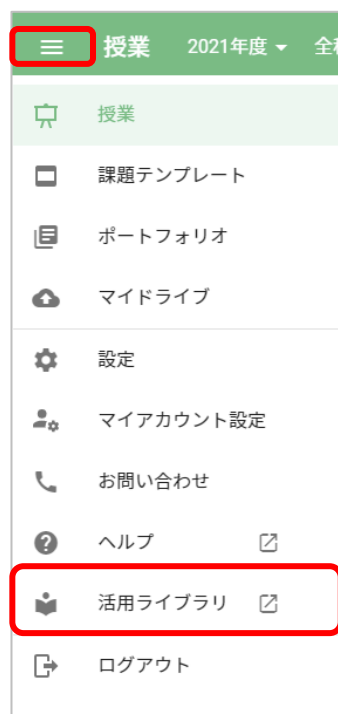 授業 2021年度 全
授業
課題テンプレート
ポートフォリオ
マイドライブ
設定
マイアカウント設定
お問い合わせ
ヘルプ
活用ライブラリ
ログアウト